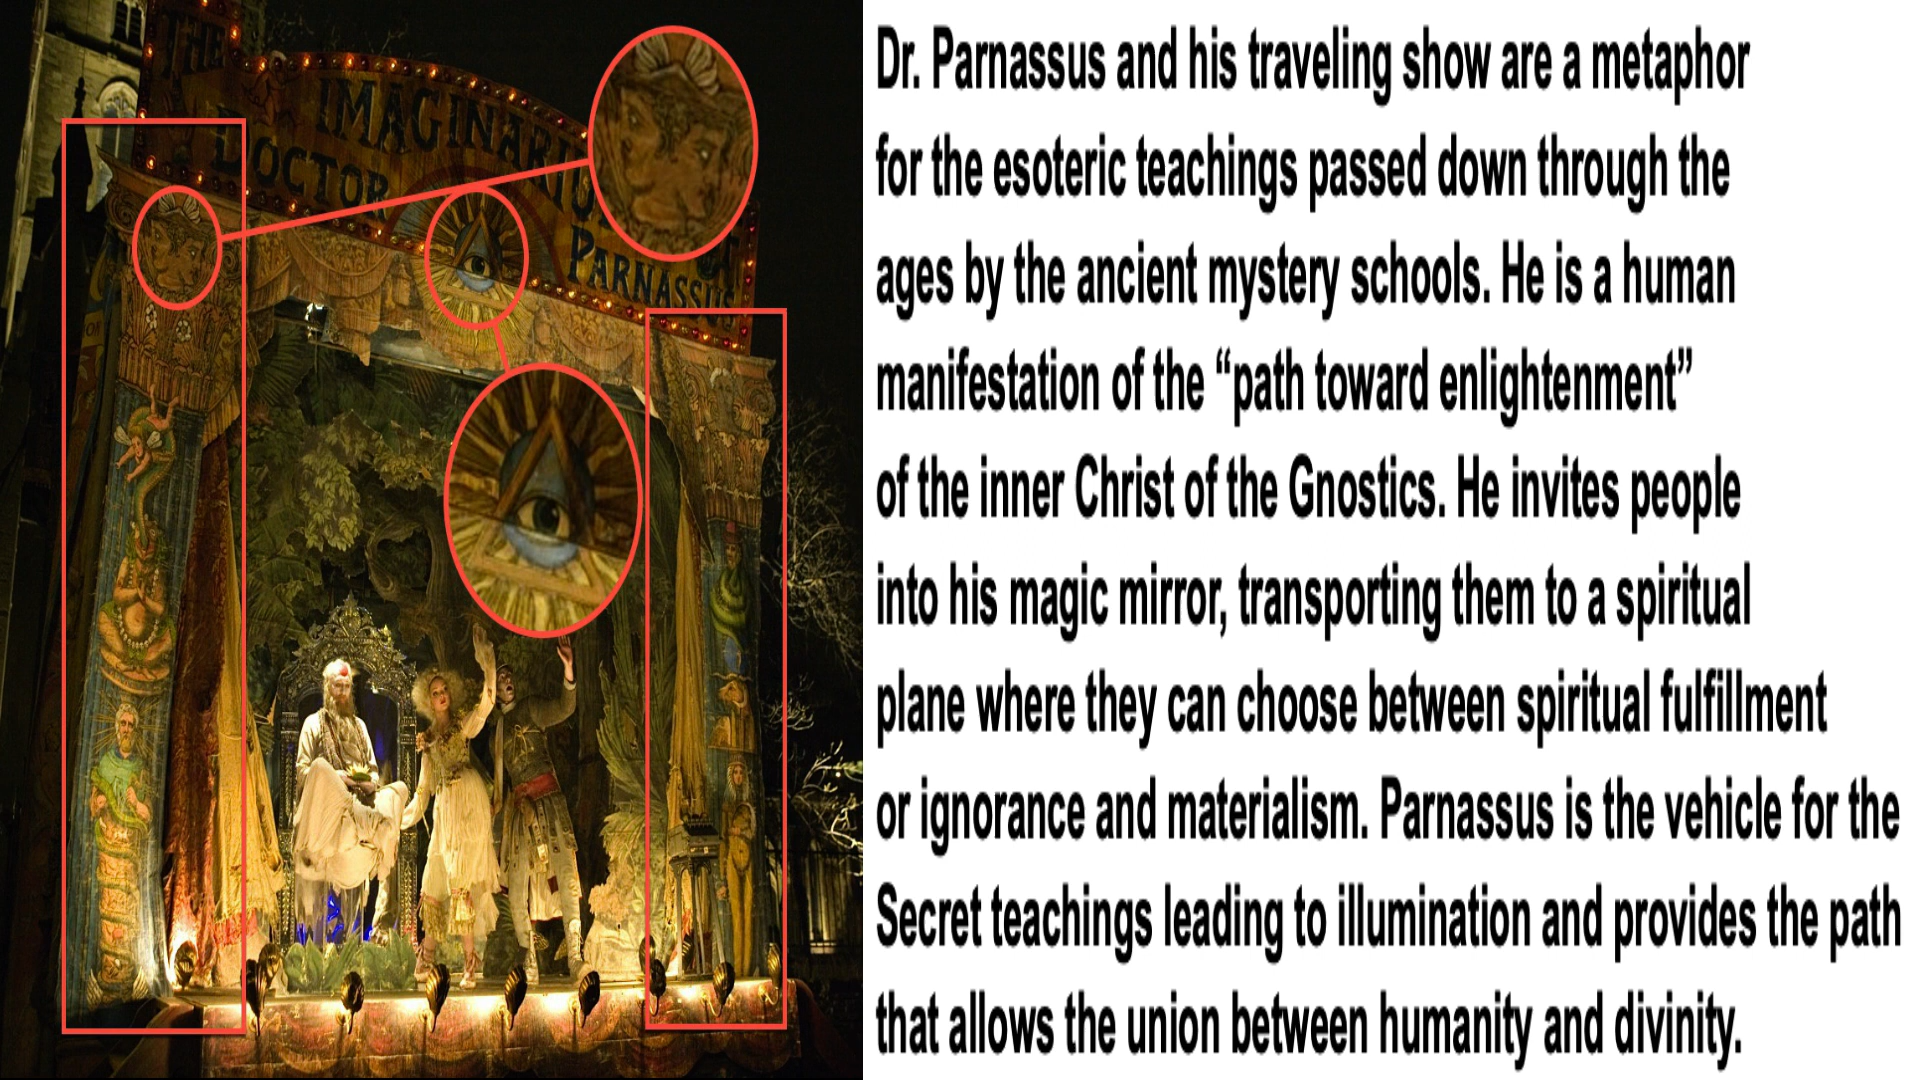 THE
IMAGINARIUM
DOCTOR
PARNASSUS
Dr. Parnassus and his traveling show are a metaphor
for the esoteric teachings passed down through the
ages by the ancient mystery schools. He is a human
manifestation of the “path toward enlightenment”
of the inner Christ of the Gnostics. He invites people
into his magic mirror, transporting them to a spiritual
plane where they can choose between spiritual fulfillment
or ignorance and materialism. Parnassus is the vehicle for the
Secret teachings leading to illumination and provides the path
that allows the union between humanity and divinity.